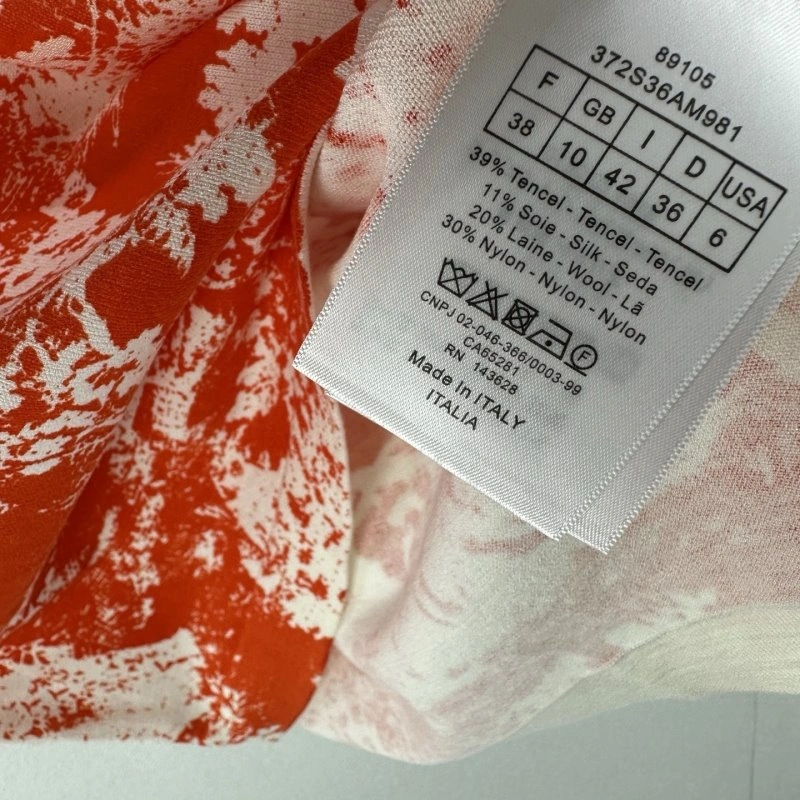 89105
372S36AM981
F GB I D USA
38 10 42 36 6
39% Tencel - Tencel - Tencel
11% Soie - Silk - Seda
20% Laine - Wool - Lã
30% Nylon - Nylon - Nylon
F
CNPJ 02-046-366/0003-99
CA65281
RN 143628
Made in ITALY
ITALIA